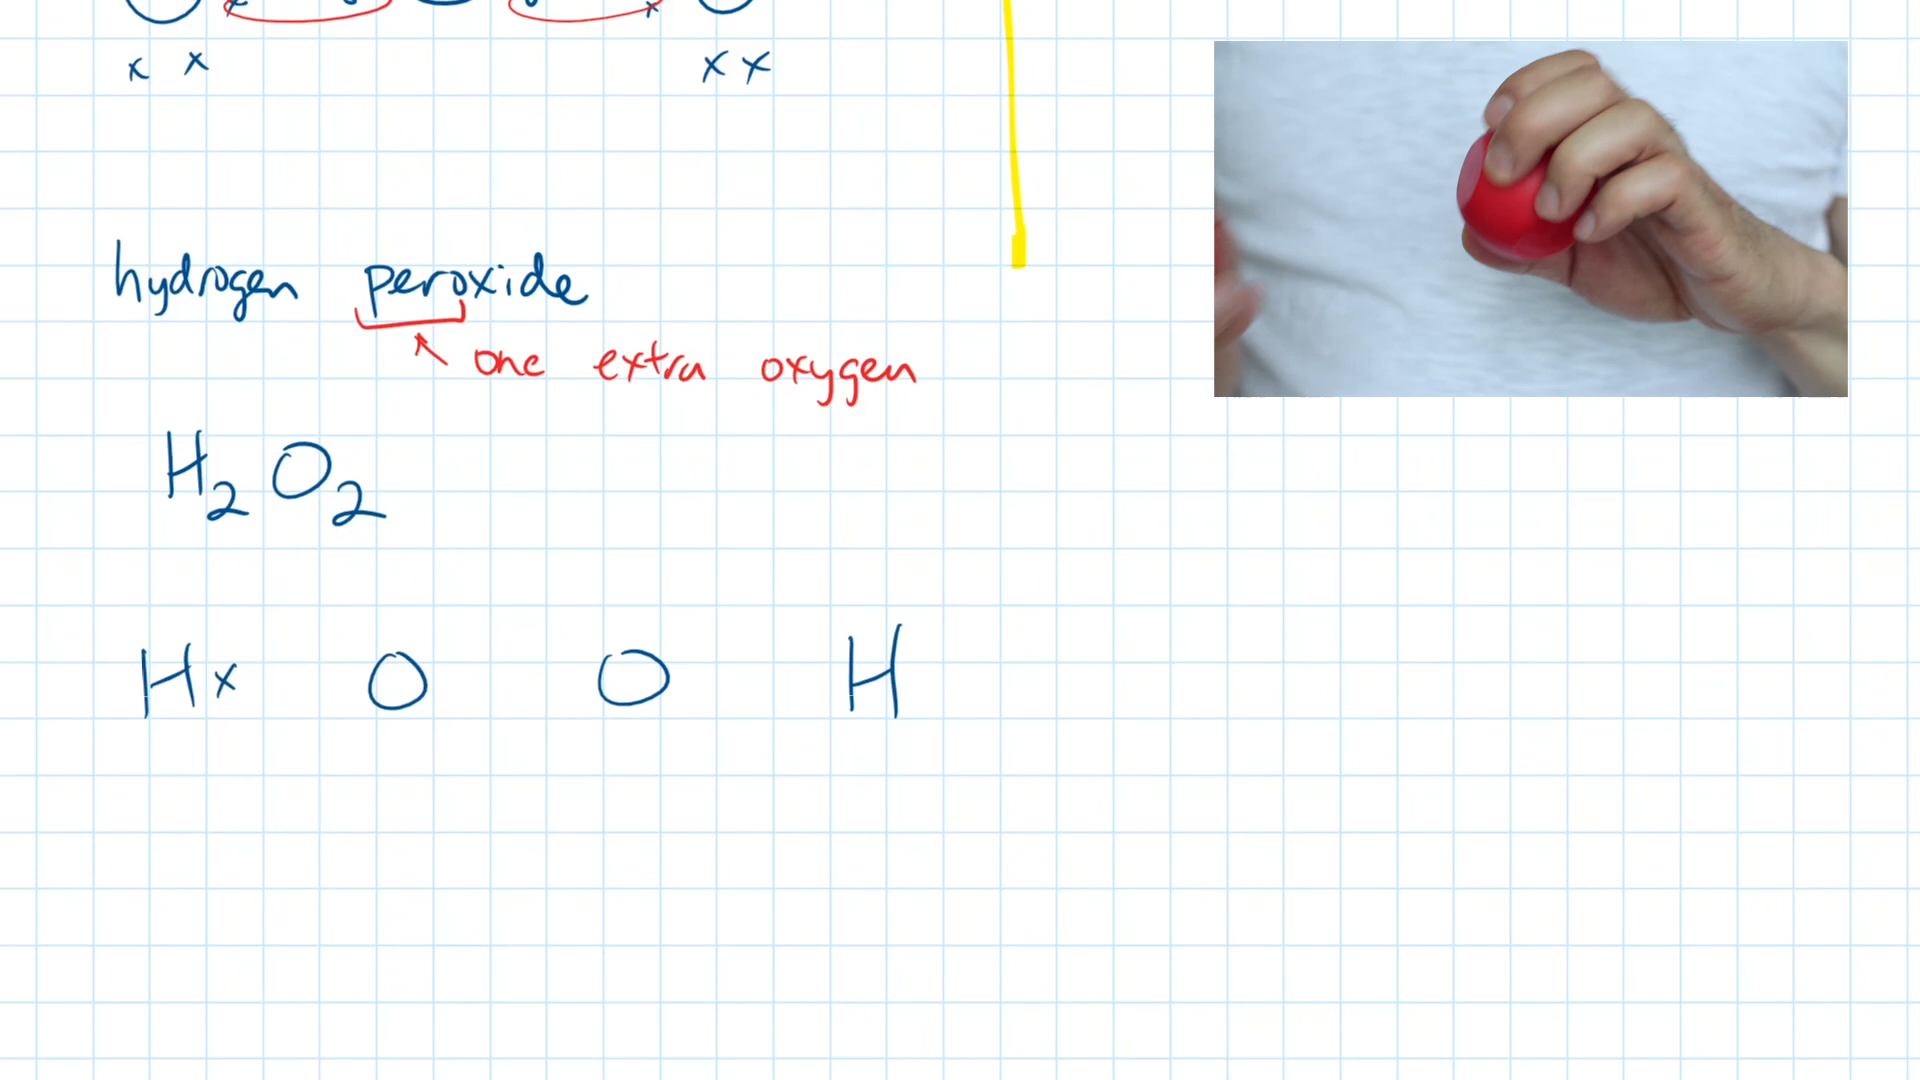 x x x x
hydrogen peroxide
one extra oxygen
H₂O₂
Hx O O H